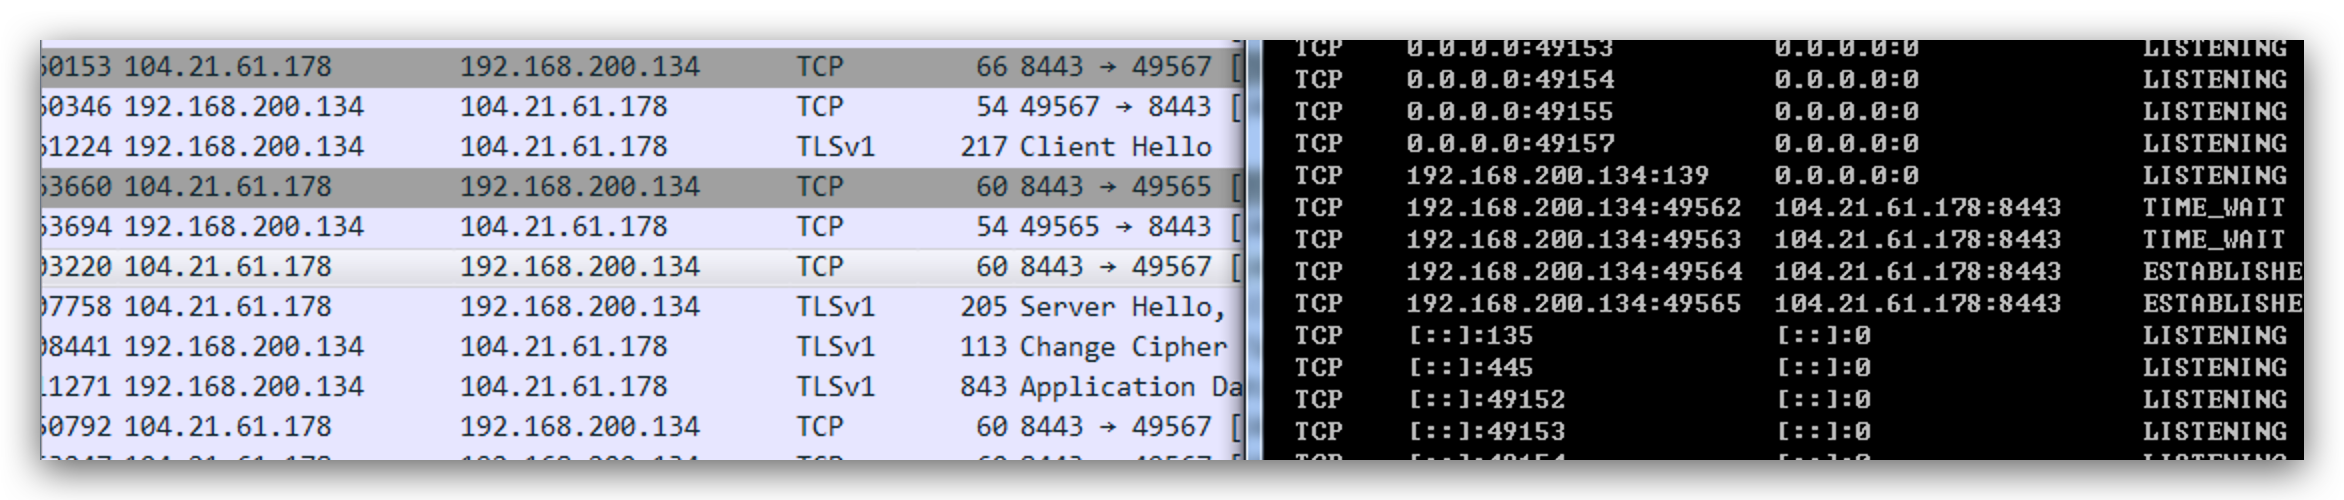 50153 104.21.61.178 192.168.200.134 TCP 66 8443 → 49567 [
50346 192.168.200.134 104.21.61.178 TCP 54 49567 → 8443 [
51224 192.168.200.134 104.21.61.178 TLSv1 217 Client Hello
53660 104.21.61.178 192.168.200.134 TCP 60 8443 → 49565 [
53694 192.168.200.134 104.21.61.178 TCP 54 49565 → 8443 [
03220 104.21.61.178 192.168.200.134 TCP 60 8443 → 49567 [
07758 104.21.61.178 192.168.200.134 TLSv1 205 Server Hello,
08441 192.168.200.134 104.21.61.178 TLSv1 113 Change Cipher
11271 192.168.200.134 104.21.61.178 TLSv1 843 Application Da
50792 104.21.61.178 192.168.200.134 TCP 60 8443 → 49567 [
TCP 0.0.0.0:49153 0.0.0.0:0 LISTENING
TCP 0.0.0.0:49154 0.0.0.0:0 LISTENING
TCP 0.0.0.0:49155 0.0.0.0:0 LISTENING
TCP 0.0.0.0:49157 0.0.0.0:0 LISTENING
TCP 192.168.200.134:139 0.0.0.0:0 LISTENING
TCP 192.168.200.134:49562 104.21.61.178:8443 TIME_WAIT
TCP 192.168.200.134:49563 104.21.61.178:8443 TIME_WAIT
TCP 192.168.200.134:49564 104.21.61.178:8443 ESTABLISHE
TCP 192.168.200.134:49565 104.21.61.178:8443 ESTABLISHE
TCP [::]:135 [::]:0 LISTENING
TCP [::]:445 [::]:0 LISTENING
TCP [::]:49152 [::]:0 LISTENING
TCP [::]:49153 [::]:0 LISTENING
TCP [::]:49154 [::]:0 LISTENING